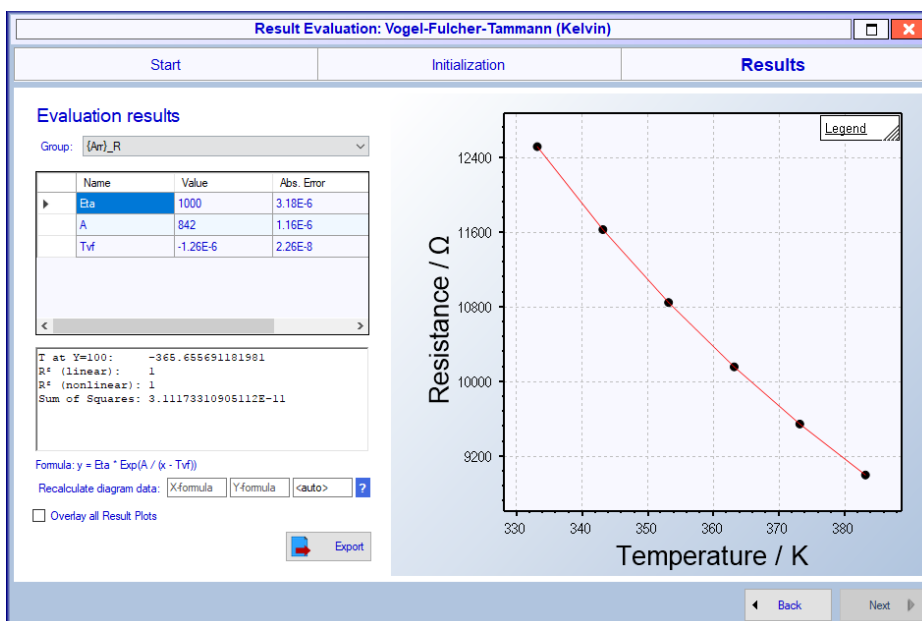 Result Evaluation: Vogel-Fulcher-Tammann (Kelvin)
Start Initialization Results
Evaluation results
Group: {Arr}_R
Name Value Abs. Error
Eta 1000 3.18E-6
A 842 1.16E-6
Tvf -1.26E-6 2.26E-8
T at Y=100: -365.655691181981
R² (linear): 1
R² (nonlinear): 1
Sum of Squares: 3.11173310905112E-11
Formula: y = Eta * Exp(A / (x - Tvf))
Recalculate diagram data: X-formula Y-formula <auto> ?
Overlay all Result Plots
Export
Legend
Resistance / Ω
12400
11600
10800
10000
9200
330 340 350 360 370 380
Temperature / K
Back Next